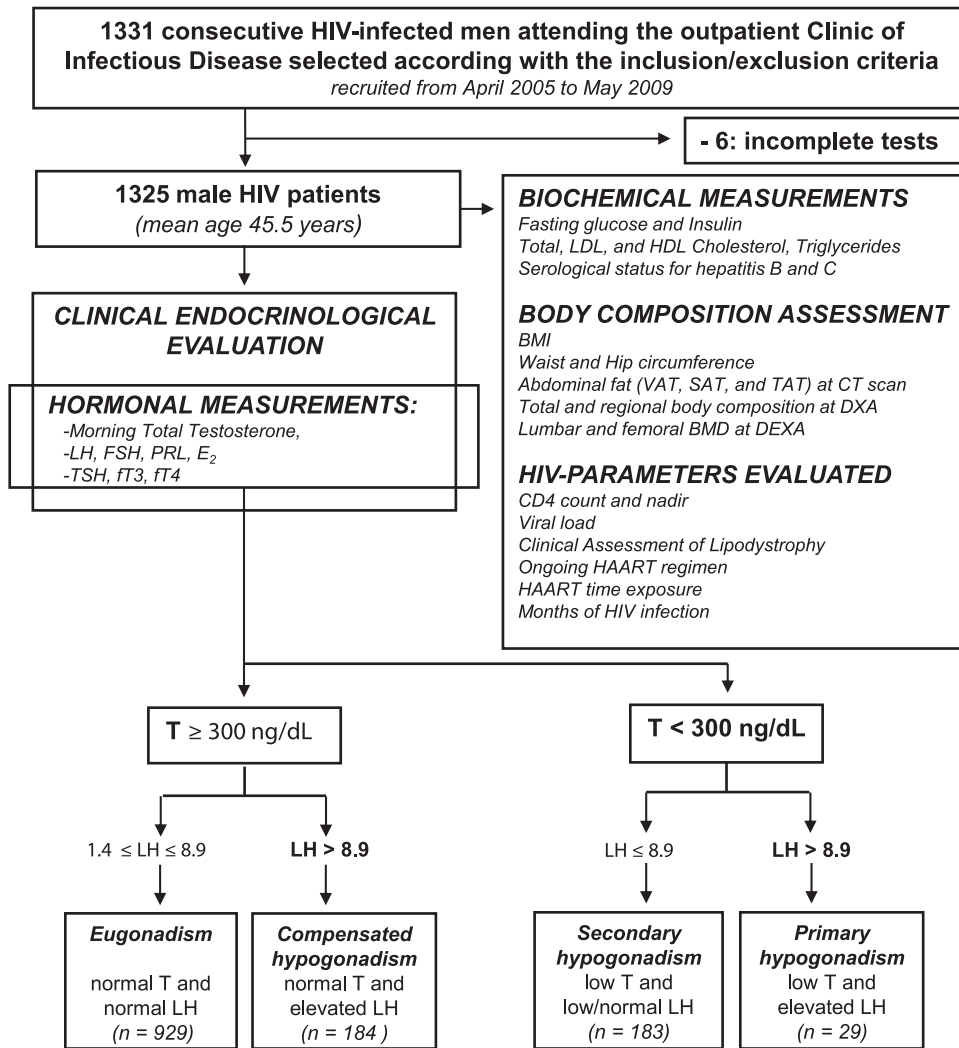 1331 consecutive HIV-infected men attending the outpatient Clinic of
Infectious Disease selected according with the inclusion/exclusion criteria
recruited from April 2005 to May 2009
- 6: incomplete tests
1325 male HIV patients
(mean age 45.5 years)
BIOCHEMICAL MEASUREMENTS
Fasting glucose and Insulin
Total, LDL, and HDL Cholesterol, Triglycerides
Serological status for hepatitis B and C
BODY COMPOSITION ASSESSMENT
BMI
Waist and Hip circumference
Abdominal fat (VAT, SAT, and TAT) at CT scan
Total and regional body composition at DXA
Lumbar and femoral BMD at DEXA
HIV-PARAMETERS EVALUATED
CD4 count and nadir
Viral load
Clinical Assessment of Lipodystrophy
Ongoing HAART regimen
HAART time exposure
Months of HIV infection
CLINICAL ENDOCRINOLOGICAL
EVALUATION
HORMONAL MEASUREMENTS:
-Morning Total Testosterone,
-LH, FSH, PRL, E₂
-TSH, fT3, fT4
T ≥ 300 ng/dL
T < 300 ng/dL
1.4 ≤ LH ≤ 8.9
LH > 8.9
LH ≤ 8.9
LH > 8.9
Eugonadism
normal T and
normal LH
(n = 929)
Compensated
hypogonadism
normal T and
elevated LH
(n = 184 )
Secondary
hypogonadism
low T and
low/normal LH
(n = 183)
Primary
hypogonadism
low T and
elevated LH
(n = 29)